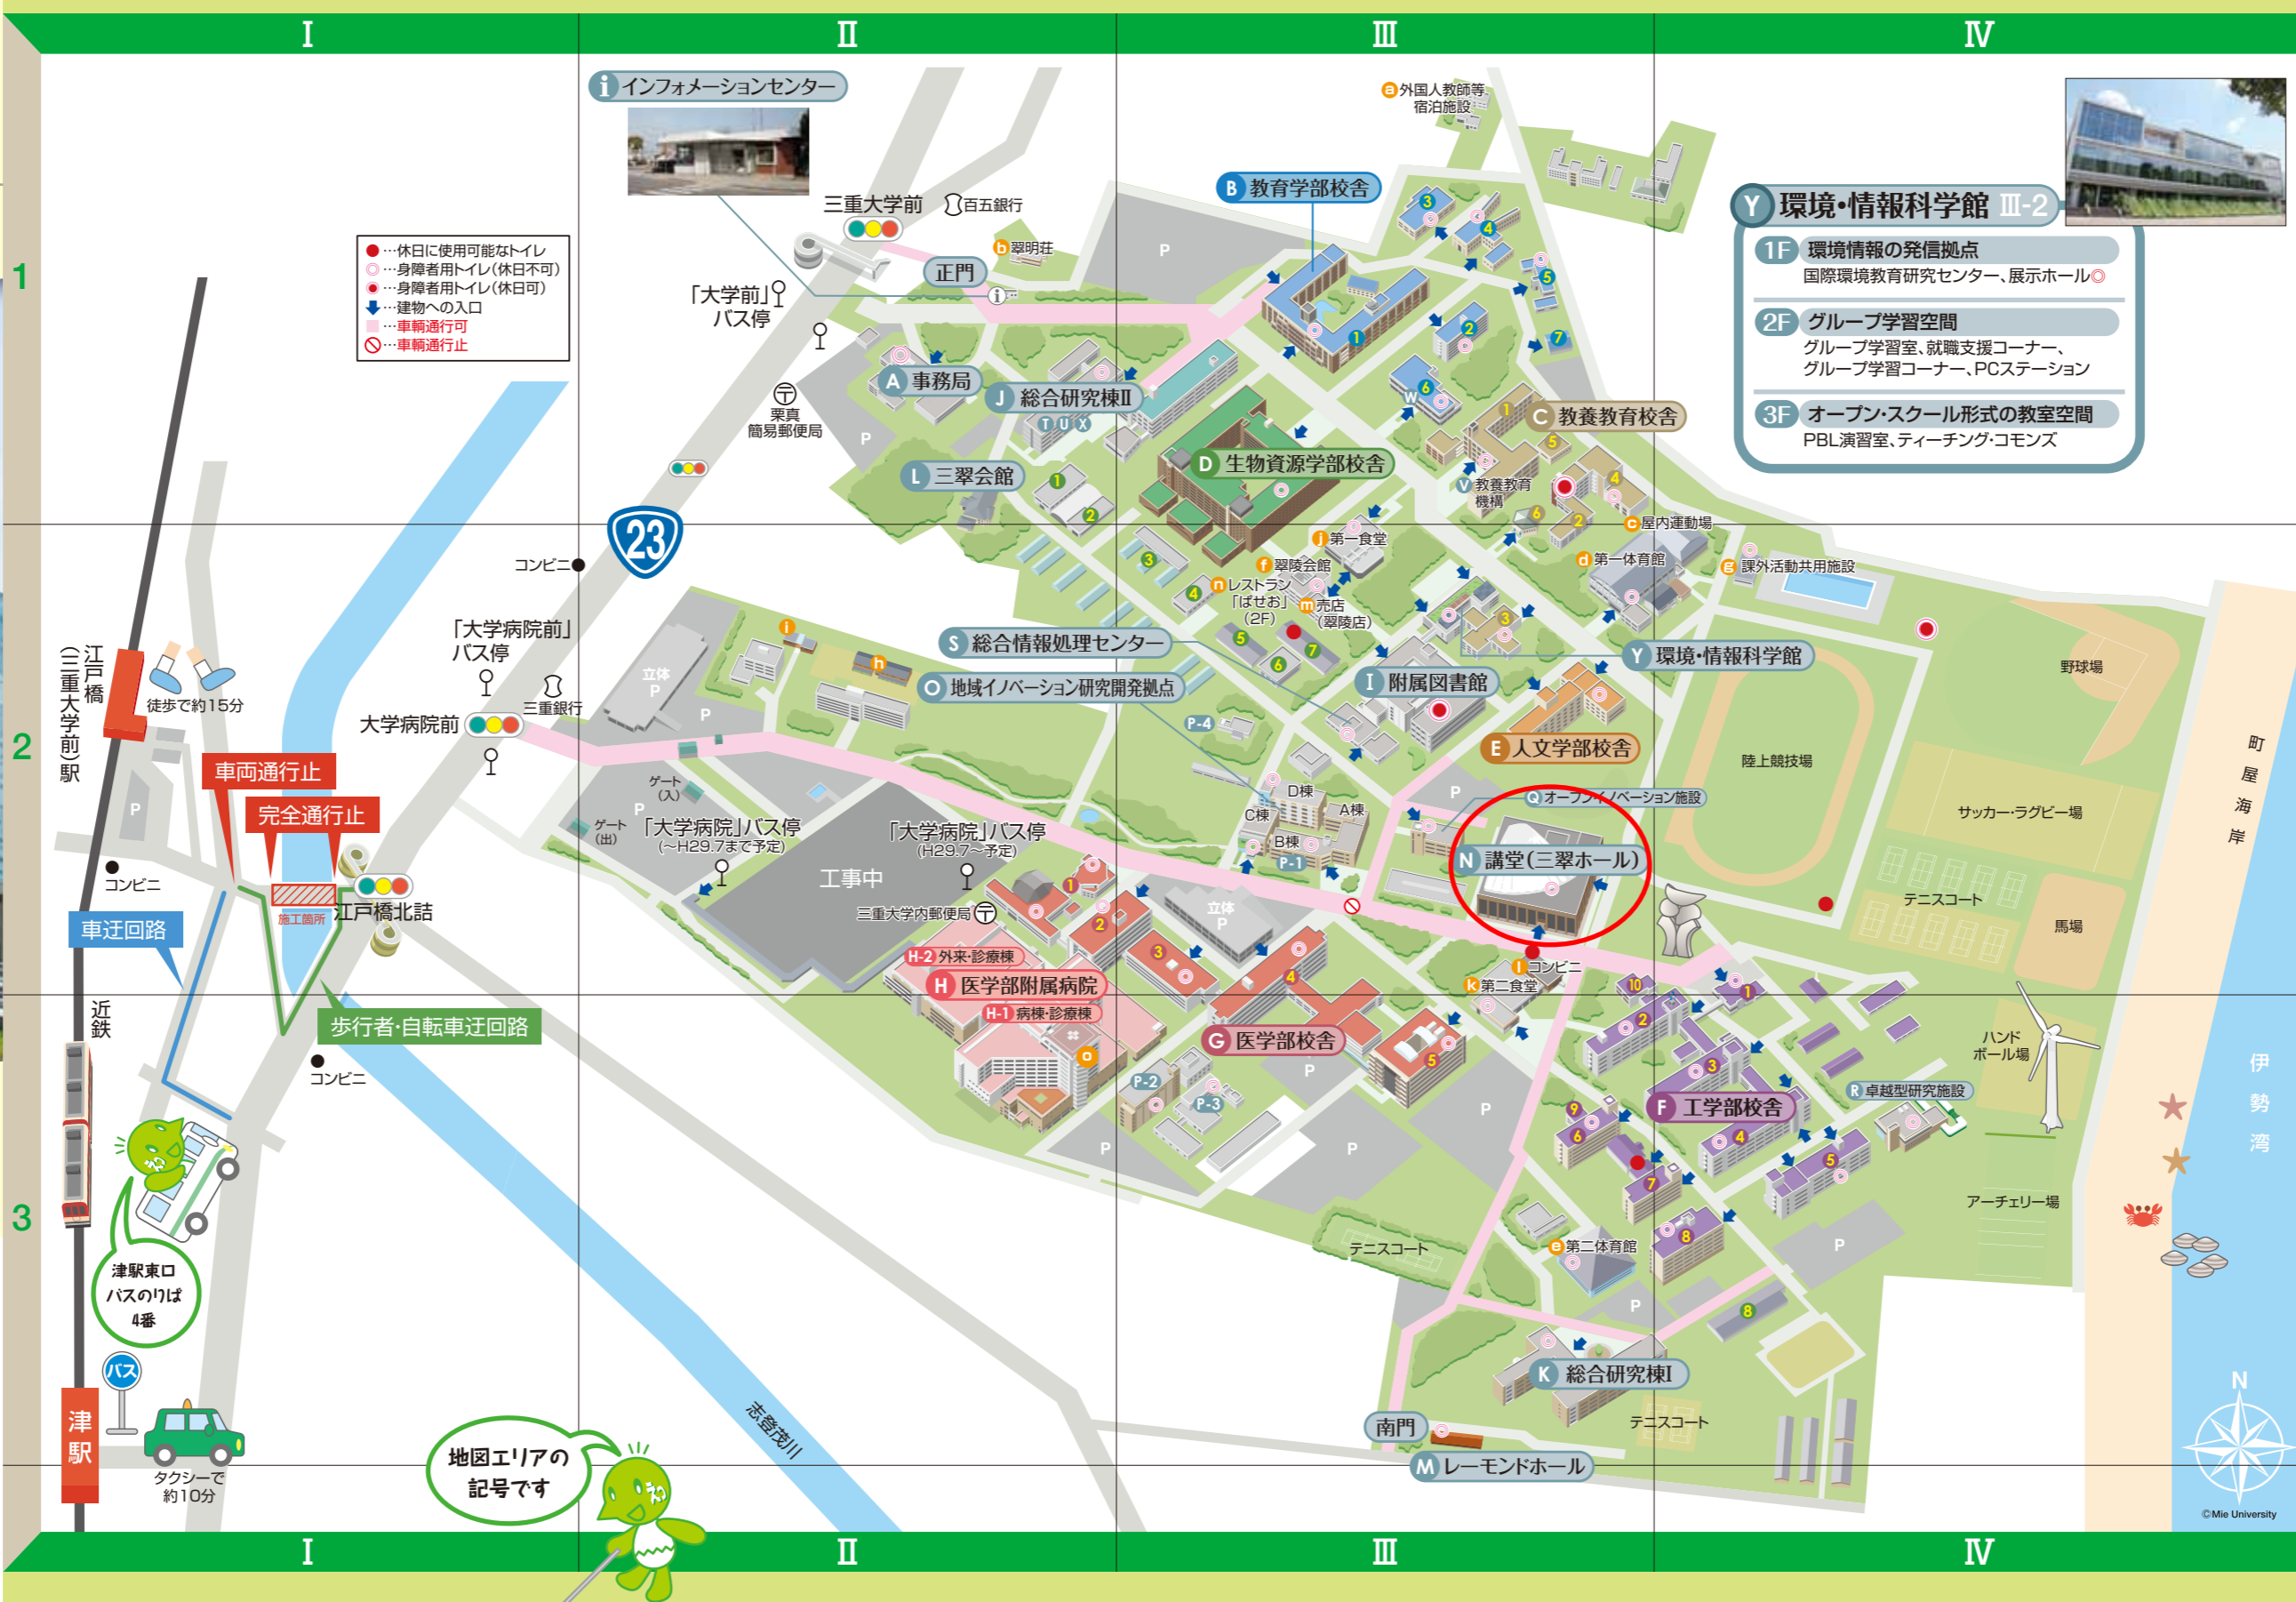 I
II
III
IV
1
2
3
インフォメーションセンター
i
三重大学前
百五銀行
b 翠明荘
正門
「大学前」
バス停
…休日に使用可能なトイレ
…身障者用トイレ(休日不可)
…身障者用トイレ(休日可)
…建物への入口
…車輌通行可
…車輌通行止
a 外国人教師等
宿泊施設
B 教育学部校舎
Y 環境・情報科学館 III-2
1F 環境情報の発信拠点
国際環境教育研究センター、展示ホール
2F グループ学習空間
グループ学習室、就職支援コーナー、
グループ学習コーナー、PCステーション
3F オープン・スクール形式の教室空間
PBL演習室、ティーチング・コモンズ
A 事務局
J 総合研究棟II
T U X
栗真
簡易郵便局
L 三翠会館
D 生物資源学部校舎
C 教養教育校舎
W
V 教養教育
機構
c 屋内運動場
d 第一体育館
g 課外活動共用施設
j 第一食堂
f 翠陵会館
n レストラン
「ぱせお」
(2F)
m 売店
(翠陵店)
23
コンビニ
「大学病院前」
バス停
三重銀行
大学病院前
立体
P
i
h
S 総合情報処理センター
O 地域イノベーション研究開発拠点
Y 環境・情報科学館
I 附属図書館
E 人文学部校舎
P-4
D棟
C棟
A棟
B棟
P-1
Q オープンイノベーション施設
N 講堂(三翠ホール)
陸上競技場
野球場
サッカー・ラグビー場
テニスコート
馬場
町屋海岸
江戸橋
(三重大学前)駅
徒歩で約15分
車両通行止
完全通行止
P
コンビニ
施工箇所
江戸橋北詰
車迂回路
歩行者・自転車迂回路
近鉄
コンビニ
ゲート
(入)
ゲート
(出)
「大学病院」バス停
(〜H29.7まで予定)
「大学病院」バス停
(H29.7〜予定)
工事中
三重大学内郵便局
立体
P
H-2 外来・診療棟
H 医学部附属病院
H-1 病棟・診療棟
o
G 医学部校舎
P-2
P-3
l コンビニ
k 第二食堂
F 工学部校舎
R 卓越型研究施設
ハンド
ボール場
アーチェリー場
伊勢湾
e 第二体育館
テニスコート
K 総合研究棟I
テニスコート
南門
M レーモンドホール
津駅東口
バスのりば
4番
バス
津駅
タクシーで
約10分
地図エリアの
記号です
志登茂川
N
©Mie University